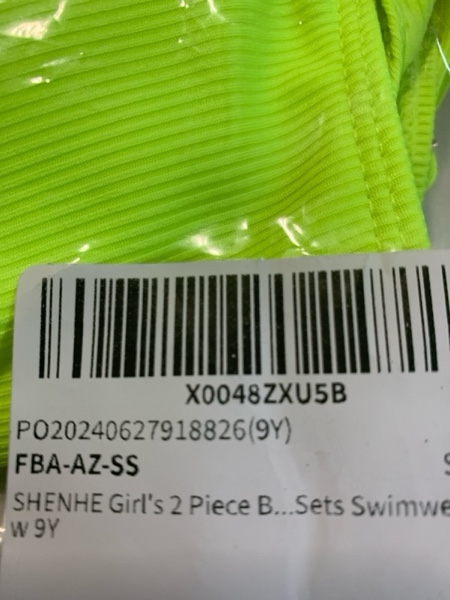 X0048ZXU5B
PO20240627918826(9Y)
FBA-AZ-SS
SHENHE Girl's 2 Piece B...Sets Swimwe
w 9Y